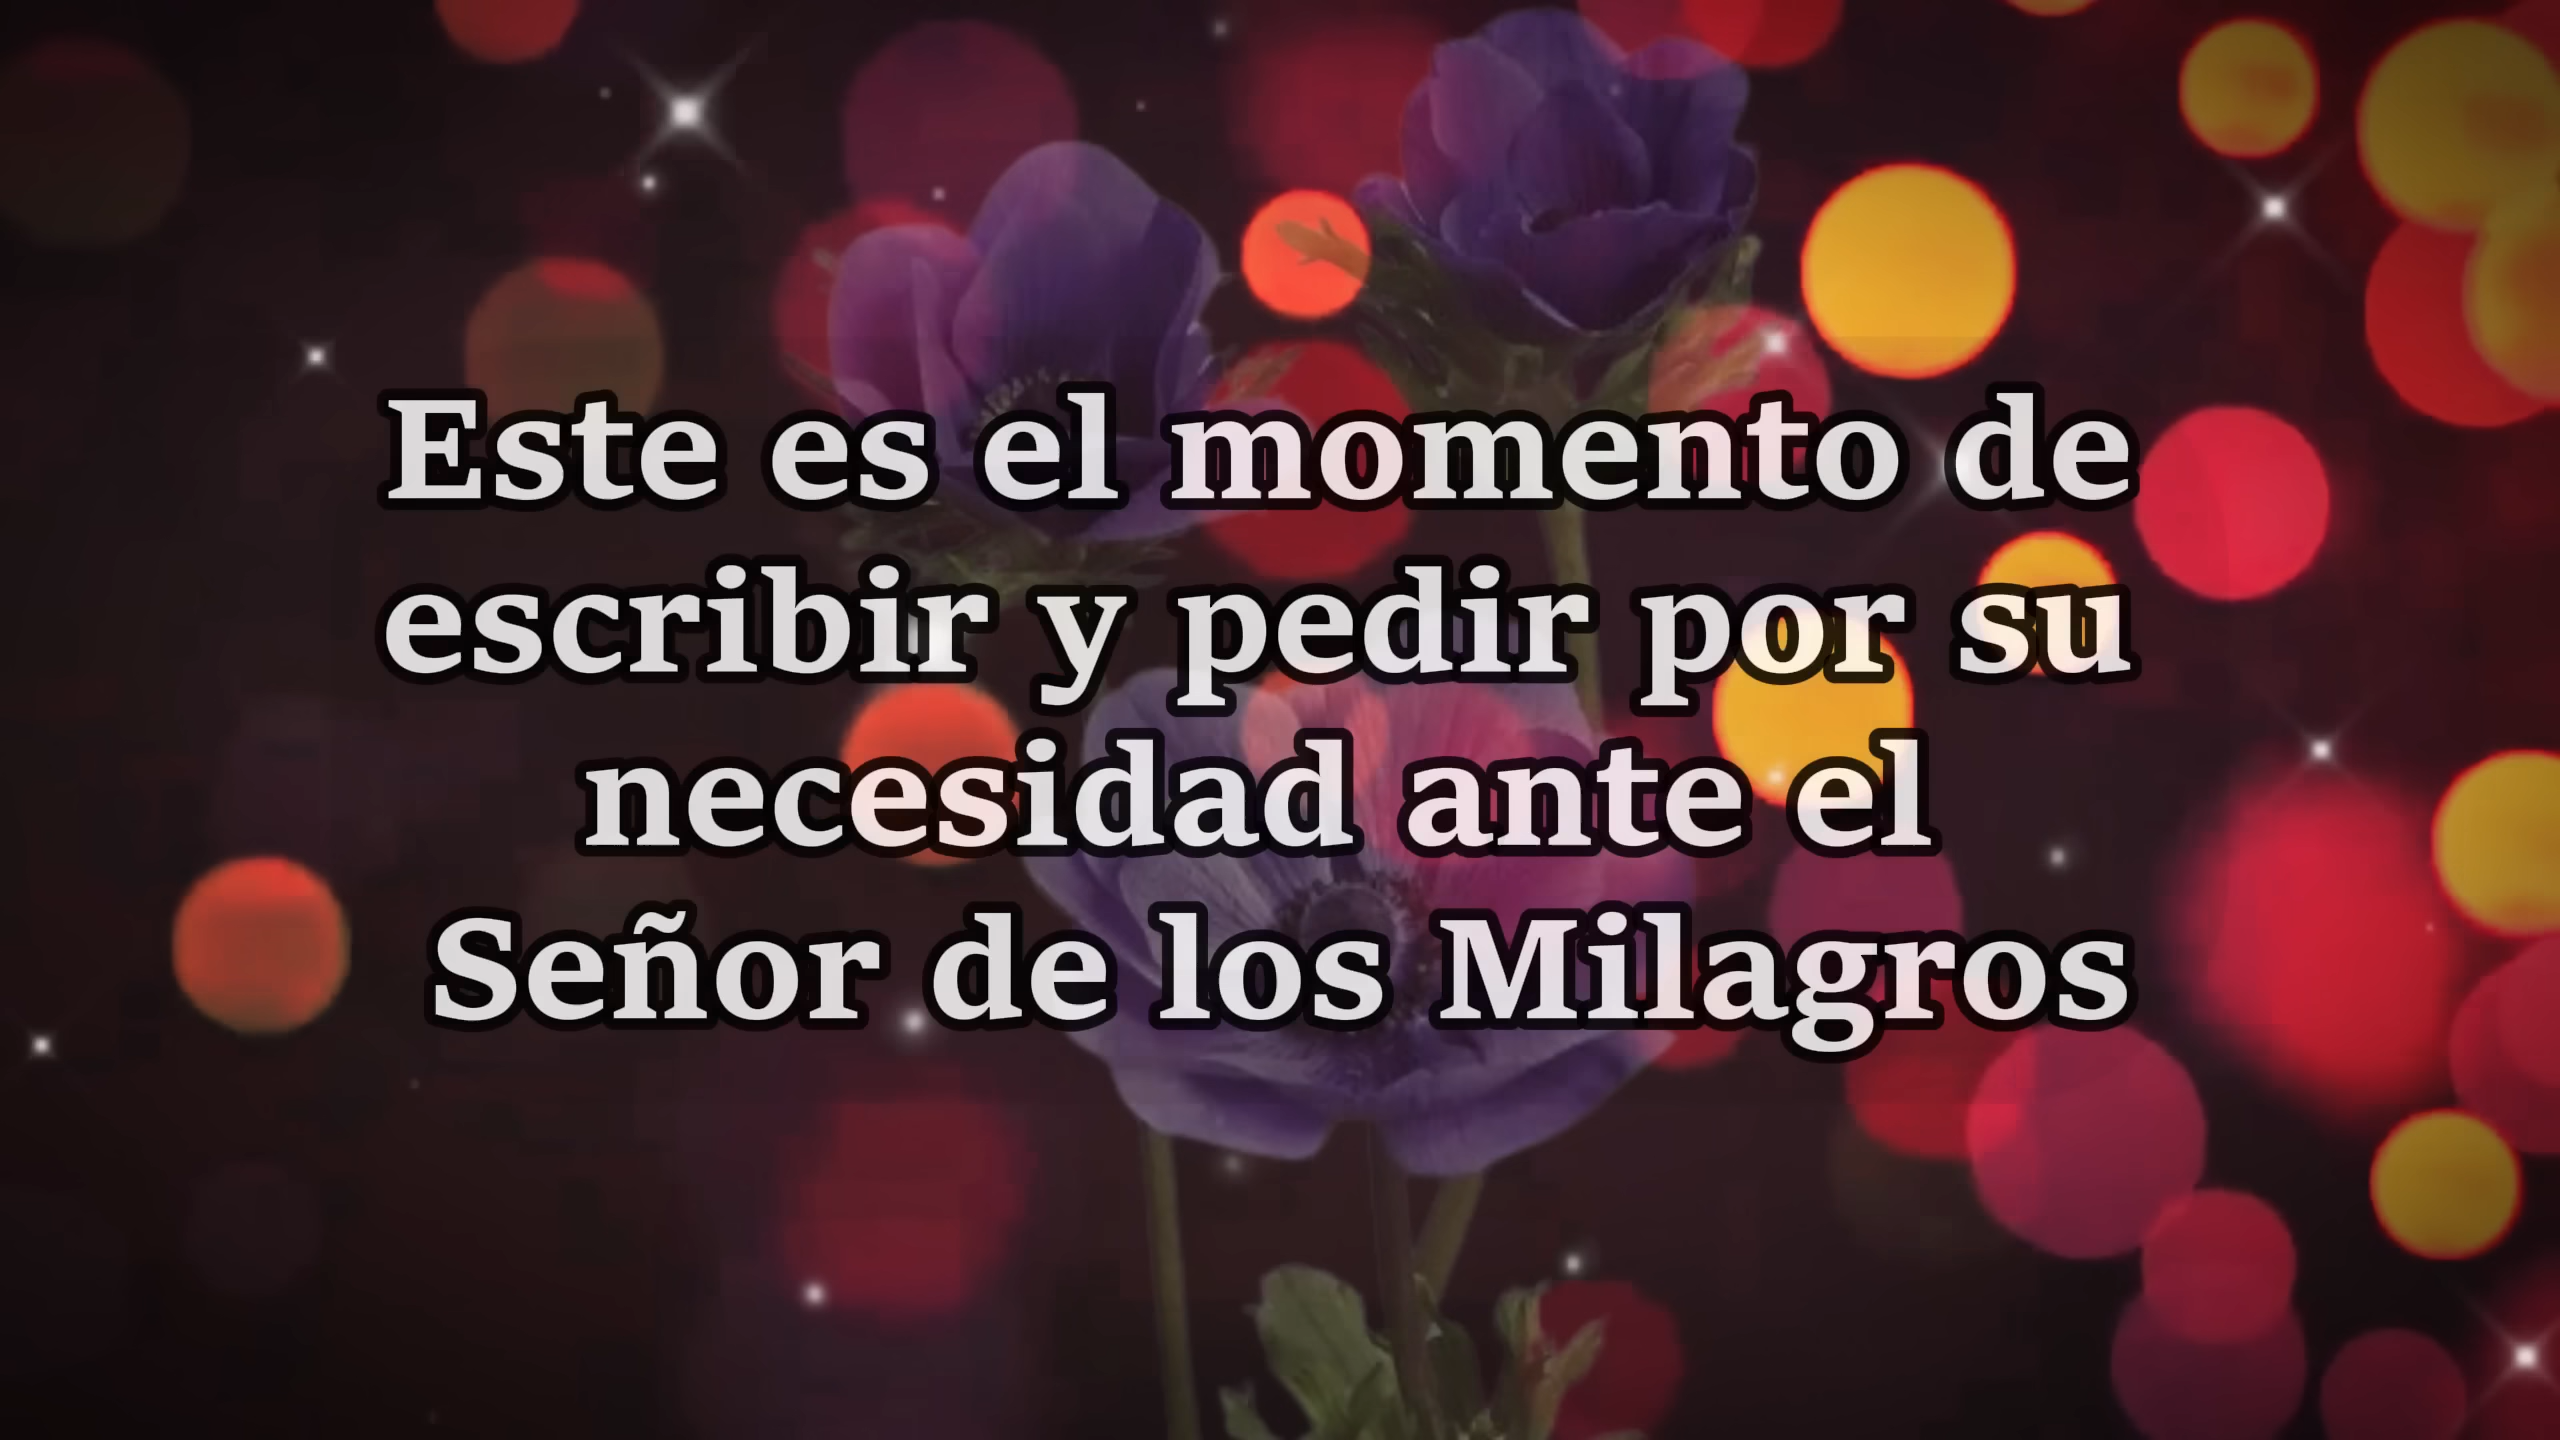 Este es el momento de
escribir y pedir por su
necesidad ante el
Señor de los Milagros